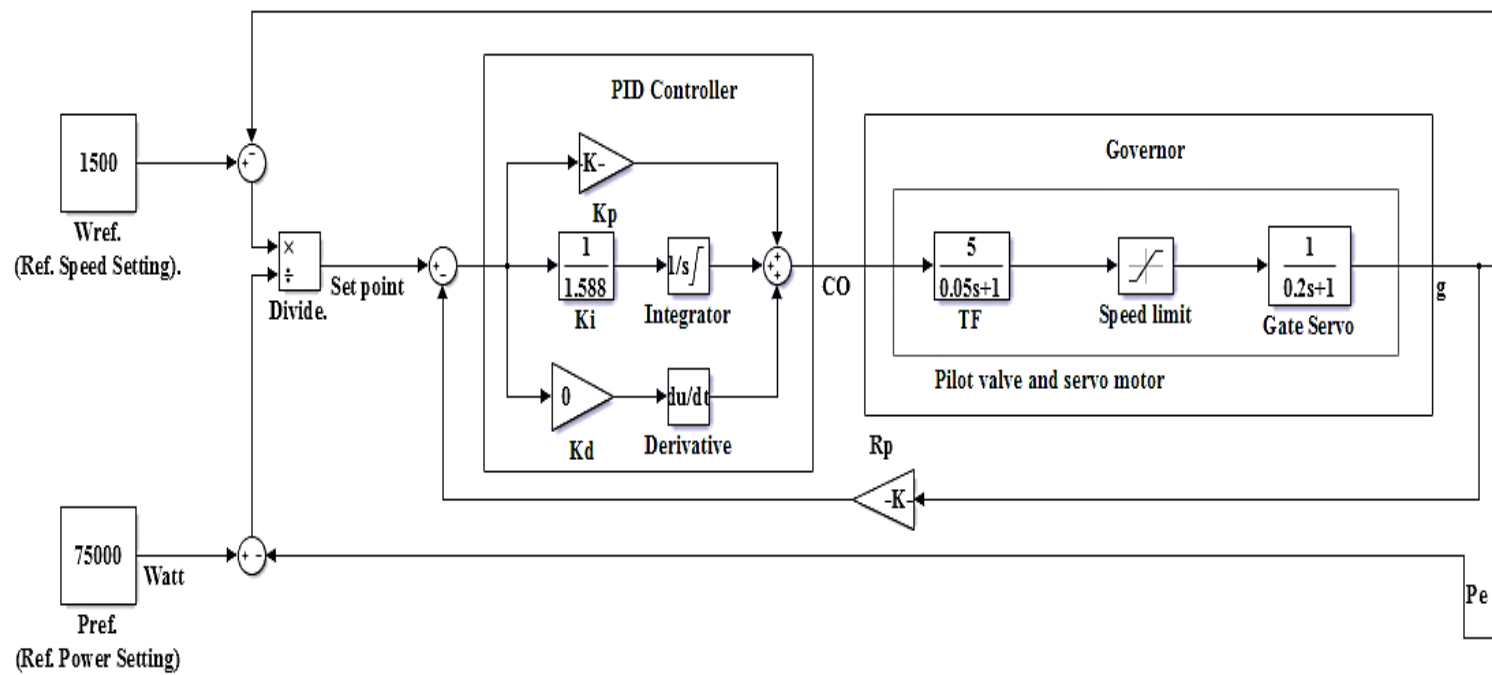 PID Controller
1500
Wref.
(Ref. Speed Setting).
+
−
×
÷
Divide.
Set point
+
−
-K-
Kp
1
1.588
Ki
1/s
Integrator
0
Kd
du/dt
Derivative
+
+
+
CO
Governor
5
0.05s+1
TF
Speed limit
1
0.2s+1
Gate Servo
g
Pilot valve and servo motor
Rp
-K-
75000
Watt
Pref.
(Ref. Power Setting)
+ −
Pe